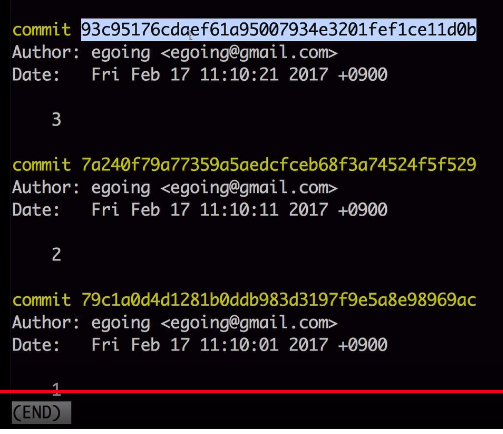 commit 93c95176cdaef61a95007934e3201fef1ce11d0b
Author: egoing <egoing@gmail.com>
Date:   Fri Feb 17 11:10:21 2017 +0900
3
commit 7a240f79a77359a5aedcfceb68f3a74524f5f529
Author: egoing <egoing@gmail.com>
Date:   Fri Feb 17 11:10:11 2017 +0900
2
commit 79c1a0d4d1281b0ddb983d3197f9e5a8e98969ac
Author: egoing <egoing@gmail.com>
Date:   Fri Feb 17 11:10:01 2017 +0900
1
(END)